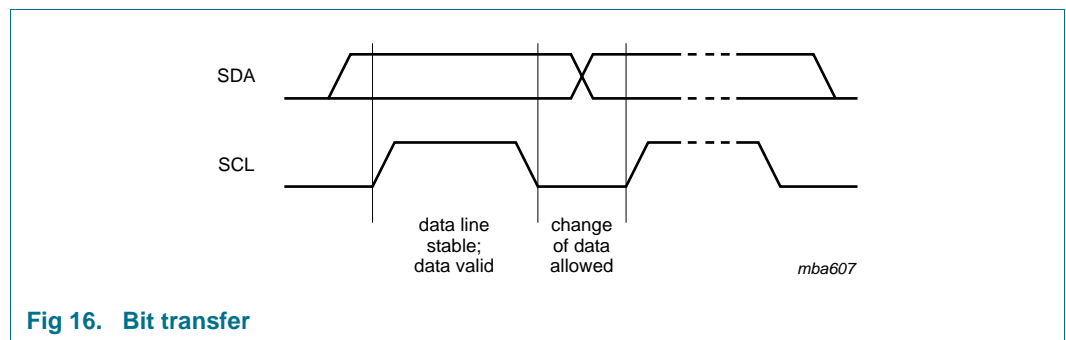 SDA
SCL
data line
stable;
data valid
change
of data
allowed
mba607
Fig 16. Bit transfer